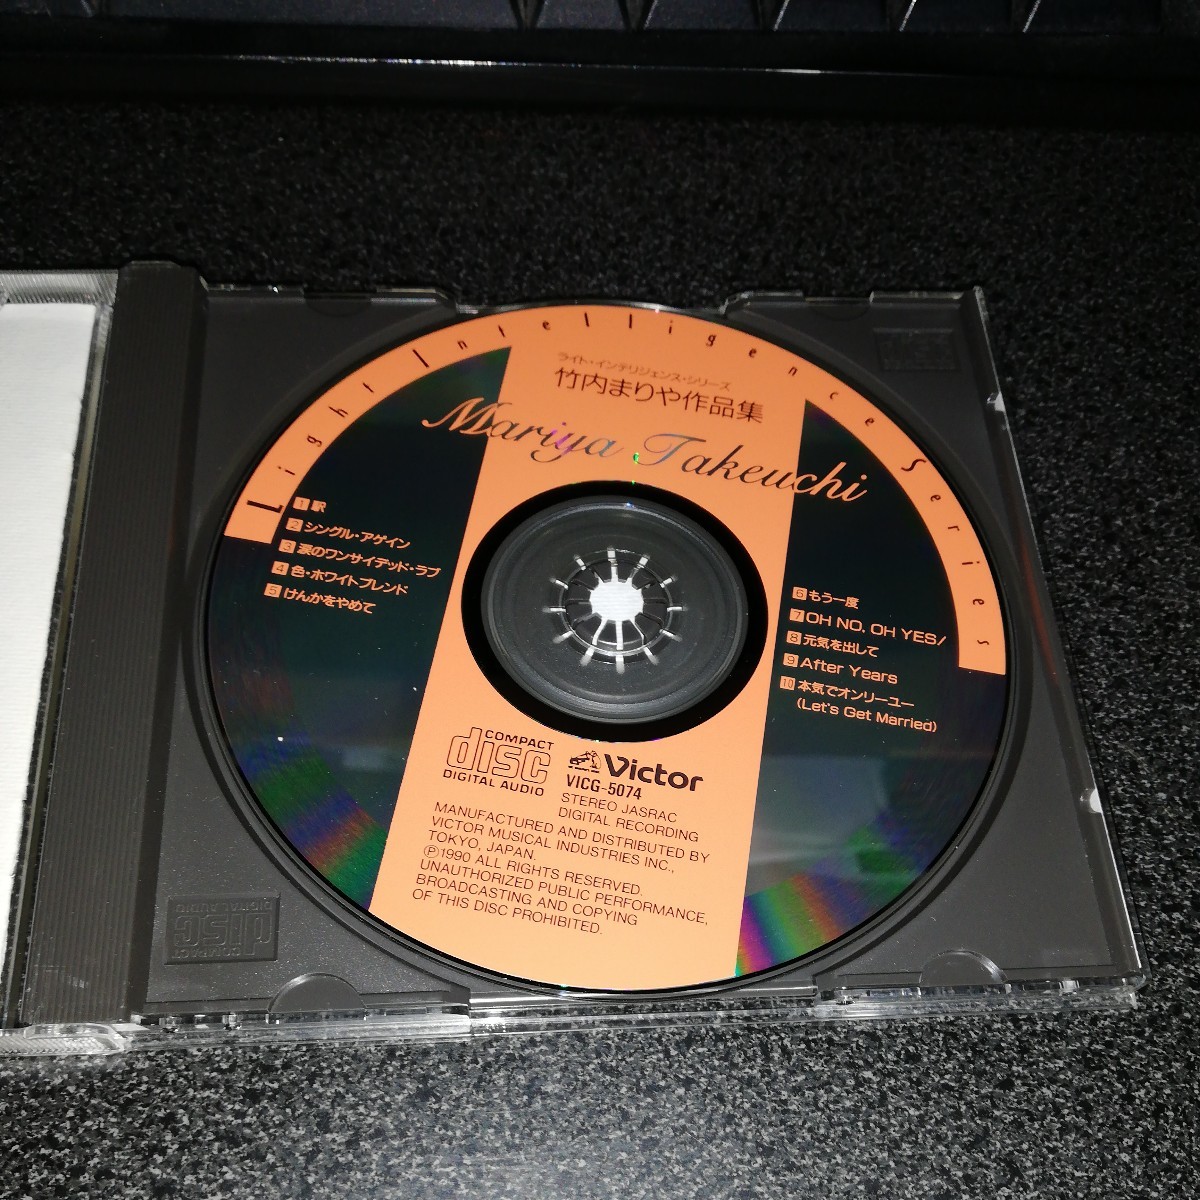 Light Intelligence Series
ライト・インテリジェンス・シリーズ
竹内まりや作品集
Mariya Takeuchi
1 駅
2 シングル・アゲイン
3 涙のワンサイデッド・ラブ
4 色・ホワイトブレンド
5 けんかをやめて
6 もう一度
7 OH NO, OH YES!
8 元気を出して
9 After Years
10 本気でオンリーユー
(Let's Get Married)
COMPACT
disc
DIGITAL AUDIO
Victor
VICG-5074
STEREO JASRAC
DIGITAL RECORDING
MANUFACTURED AND DISTRIBUTED BY
VICTOR MUSICAL INDUSTRIES INC.,
TOKYO, JAPAN.
Ⓟ1990 ALL RIGHTS RESERVED.
UNAUTHORIZED PUBLIC PERFORMANCE,
BROADCASTING AND COPYING
OF THIS DISC PROHIBITED.
COMPACT
disc
DIGITAL AUDIO